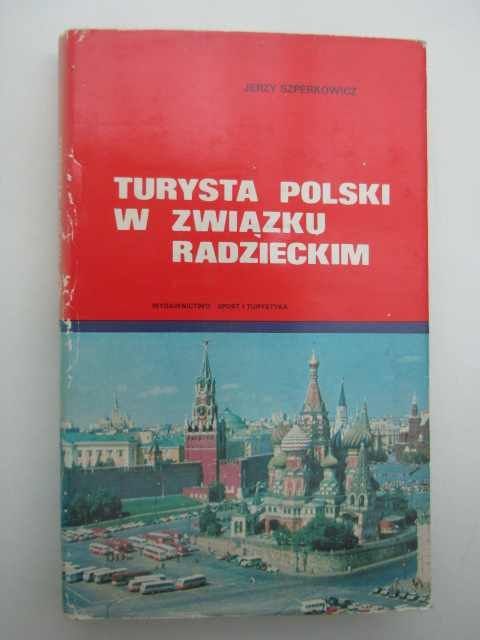 JERZY SZPERKOWICZ
TURYSTA POLSKI
W ZWIĄZKU
RADZIECKIM
WYDAWNICTWO SPORT I TURYSTYKA